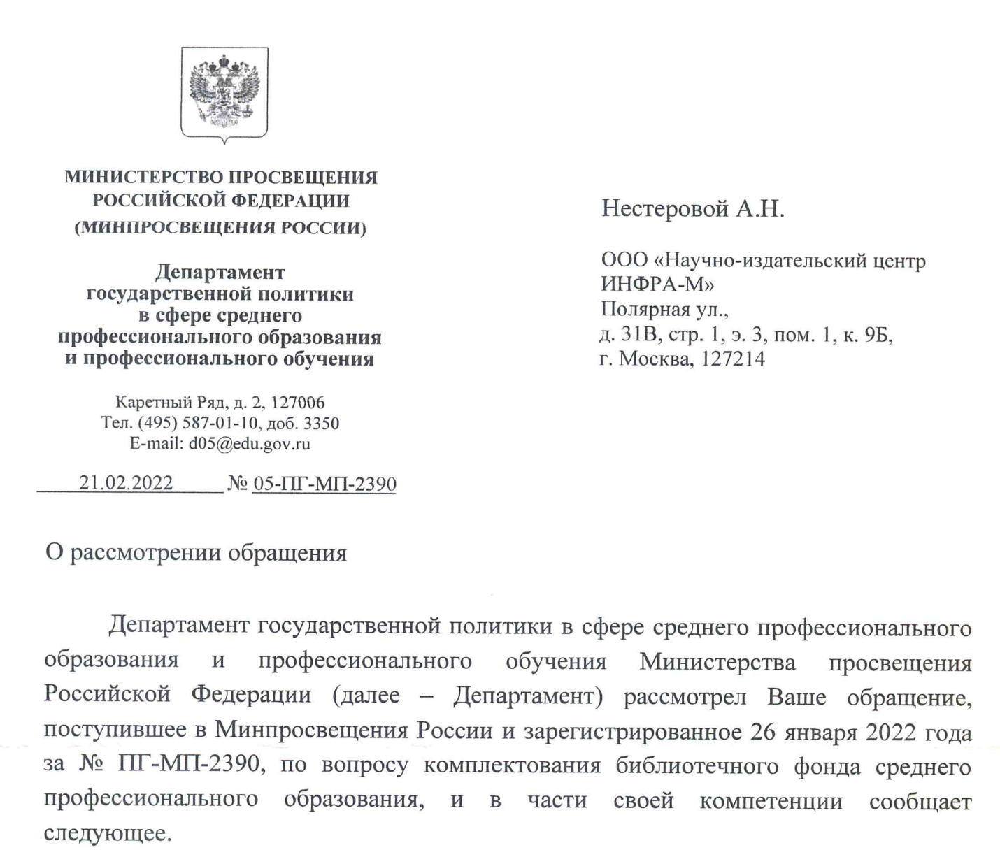 МИНИСТЕРСТВО ПРОСВЕЩЕНИЯ
РОССИЙСКОЙ ФЕДЕРАЦИИ
(МИНПРОСВЕЩЕНИЯ РОССИИ)
Департамент
государственной политики
в сфере среднего
профессионального образования
и профессионального обучения
Каретный Ряд, д. 2, 127006
Тел. (495) 587-01-10, доб. 3350
E-mail: d05@edu.gov.ru
21.02.2022 № 05-ПГ-МП-2390
Нестеровой А.Н.
ООО «Научно-издательский центр
ИНФРА-М»
Полярная ул.,
д. 31В, стр. 1, э. 3, пом. 1, к. 9Б,
г. Москва, 127214
О рассмотрении обращения
Департамент государственной политики в сфере среднего профессионального
образования и профессионального обучения Министерства просвещения
Российской Федерации (далее – Департамент) рассмотрел Ваше обращение,
поступившее в Минпросвещения России и зарегистрированное 26 января 2022 года
за № ПГ-МП-2390, по вопросу комплектования библиотечного фонда среднего
профессионального образования, и в части своей компетенции сообщает
следующее.